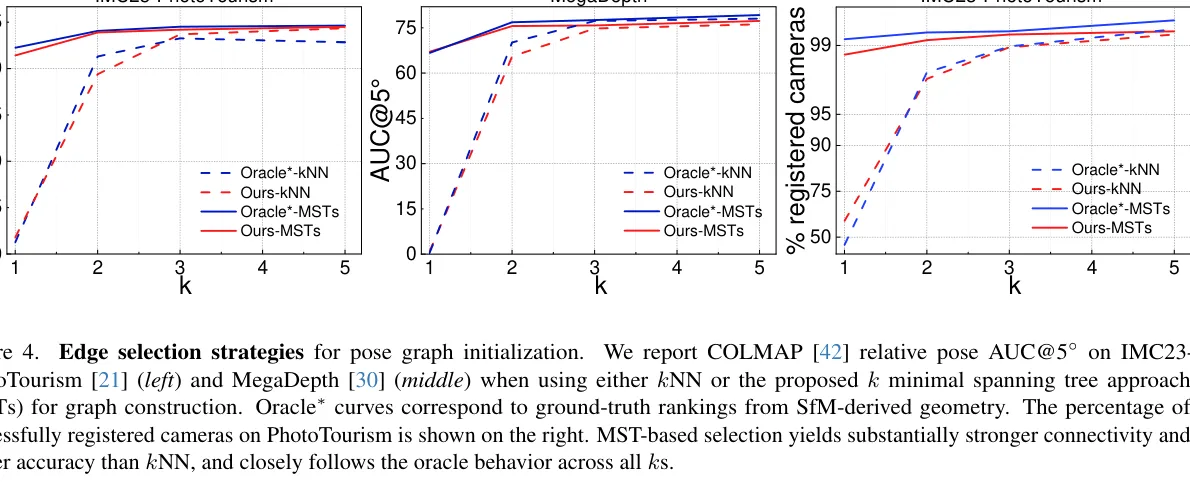 MegaDepth
75
60
45
30
15
0
AUC@5°
Oracle*-kNN
Ours-kNN
Oracle*-MSTs
Ours-MSTs
1 2 3 4 5
k
Oracle*-kNN
Ours-kNN
Oracle*-MSTs
Ours-MSTs
1 2 3 4 5
k
99
95
90
75
50
% registered cameras
Oracle*-kNN
Ours-kNN
Oracle*-MSTs
Ours-MSTs
1 2 3 4 5
k
4. Edge selection strategies for pose graph initialization. We report COLMAP [42] relative pose AUC@5° on IMC23-
Tourism [21] (left) and MegaDepth [30] (middle) when using either kNN or the proposed k minimal spanning tree approach
for graph construction. Oracle* curves correspond to ground-truth rankings from SfM-derived geometry. The percentage of
registered cameras on PhotoTourism is shown on the right. MST-based selection yields substantially stronger connectivity and
accuracy than kNN, and closely follows the oracle behavior across all ks.